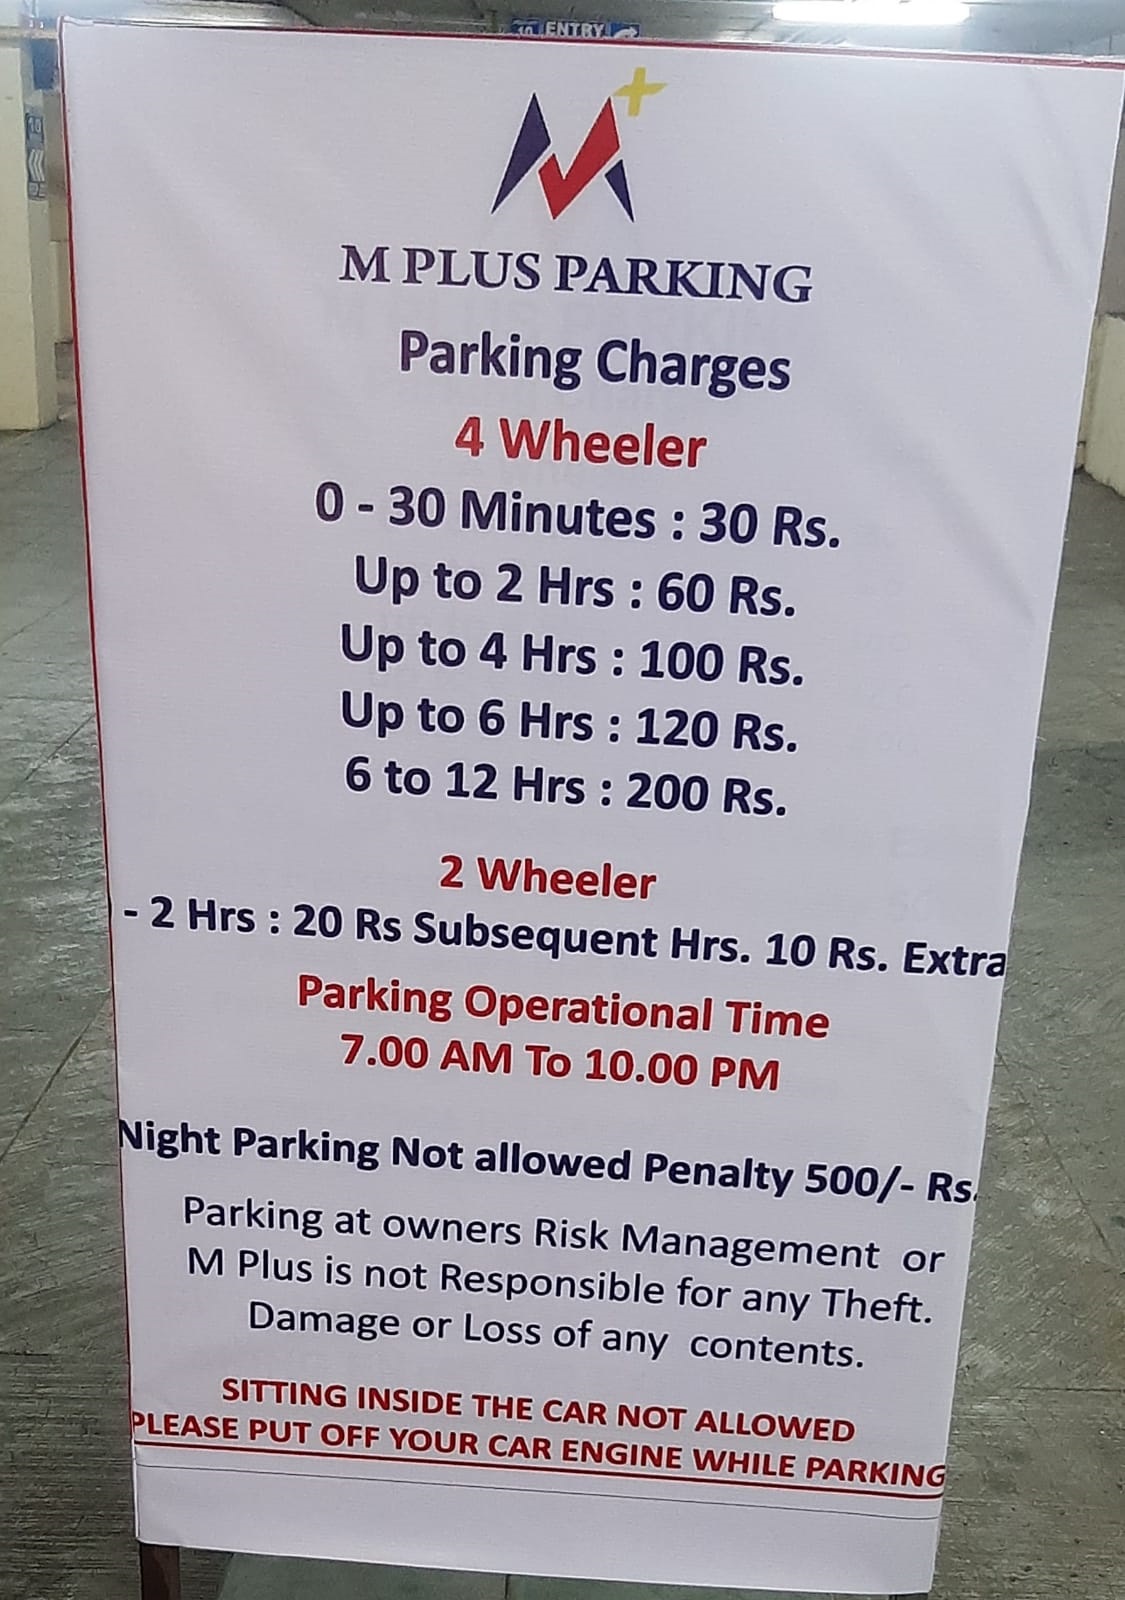 ENTRY
10
M PLUS PARKING
Parking Charges
4 Wheeler
0 - 30 Minutes : 30 Rs.
Up to 2 Hrs : 60 Rs.
Up to 4 Hrs : 100 Rs.
Up to 6 Hrs : 120 Rs.
6 to 12 Hrs : 200 Rs.
2 Wheeler
- 2 Hrs : 20 Rs Subsequent Hrs. 10 Rs. Extra
Parking Operational Time
7.00 AM To 10.00 PM
Night Parking Not allowed Penalty 500/- Rs.
Parking at owners Risk Management or
M Plus is not Responsible for any Theft.
Damage or Loss of any contents.
SITTING INSIDE THE CAR NOT ALLOWED
PLEASE PUT OFF YOUR CAR ENGINE WHILE PARKING